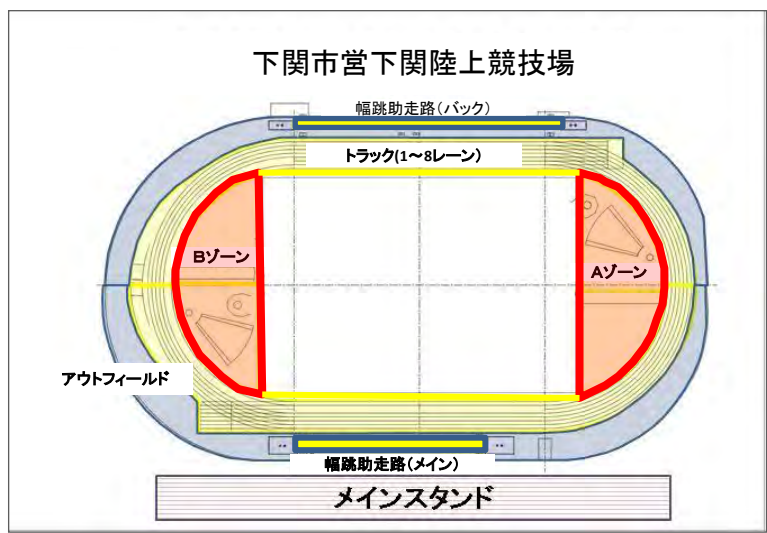 下関市営下関陸上競技場
幅跳助走路(バック)
トラック(1～8レーン)
Bゾーン
Aゾーン
アウトフィールド
幅跳助走路(メイン)
メインスタンド